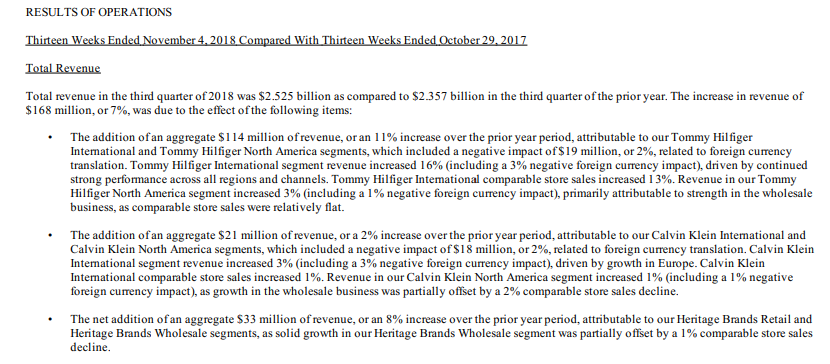 RESULTS OF OPERATIONS
Thirteen Weeks Ended November 4, 2018 Compared With Thirteen Weeks Ended October 29, 2017
Total Revenue
Total revenue in the third quarter of 2018 was $2.525 billion as compared to $2.357 billion in the third quarter of the prior year. The increase in revenue of
$168 million, or 7%, was due to the effect of the following items:
• The addition of an aggregate $114 million of revenue, or an 11% increase over the prior year period, attributable to our Tommy Hilfiger
International and Tommy Hilfiger North America segments, which included a negative impact of $19 million, or 2%, related to foreign currency
translation. Tommy Hilfiger International segment revenue increased 16% (including a 3% negative foreign currency impact), driven by continued
strong performance across all regions and channels. Tommy Hilfiger International comparable store sales increased 13%. Revenue in our Tommy
Hilfiger North America segment increased 3% (including a 1% negative foreign currency impact), primarily attributable to strength in the wholesale
business, as comparable store sales were relatively flat.
• The addition of an aggregate $21 million of revenue, or a 2% increase over the prior year period, attributable to our Calvin Klein International and
Calvin Klein North America segments, which included a negative impact of $18 million, or 2%, related to foreign currency translation. Calvin Klein
International segment revenue increased 3% (including a 3% negative foreign currency impact), driven by growth in Europe. Calvin Klein
International comparable store sales increased 1%. Revenue in our Calvin Klein North America segment increased 1% (including a 1% negative
foreign currency impact), as growth in the wholesale business was partially offset by a 2% comparable store sales decline.
• The net addition of an aggregate $33 million of revenue, or an 8% increase over the prior year period, attributable to our Heritage Brands Retail and
Heritage Brands Wholesale segments, as solid growth in our Heritage Brands Wholesale segment was partially offset by a 1% comparable store sales
decline.